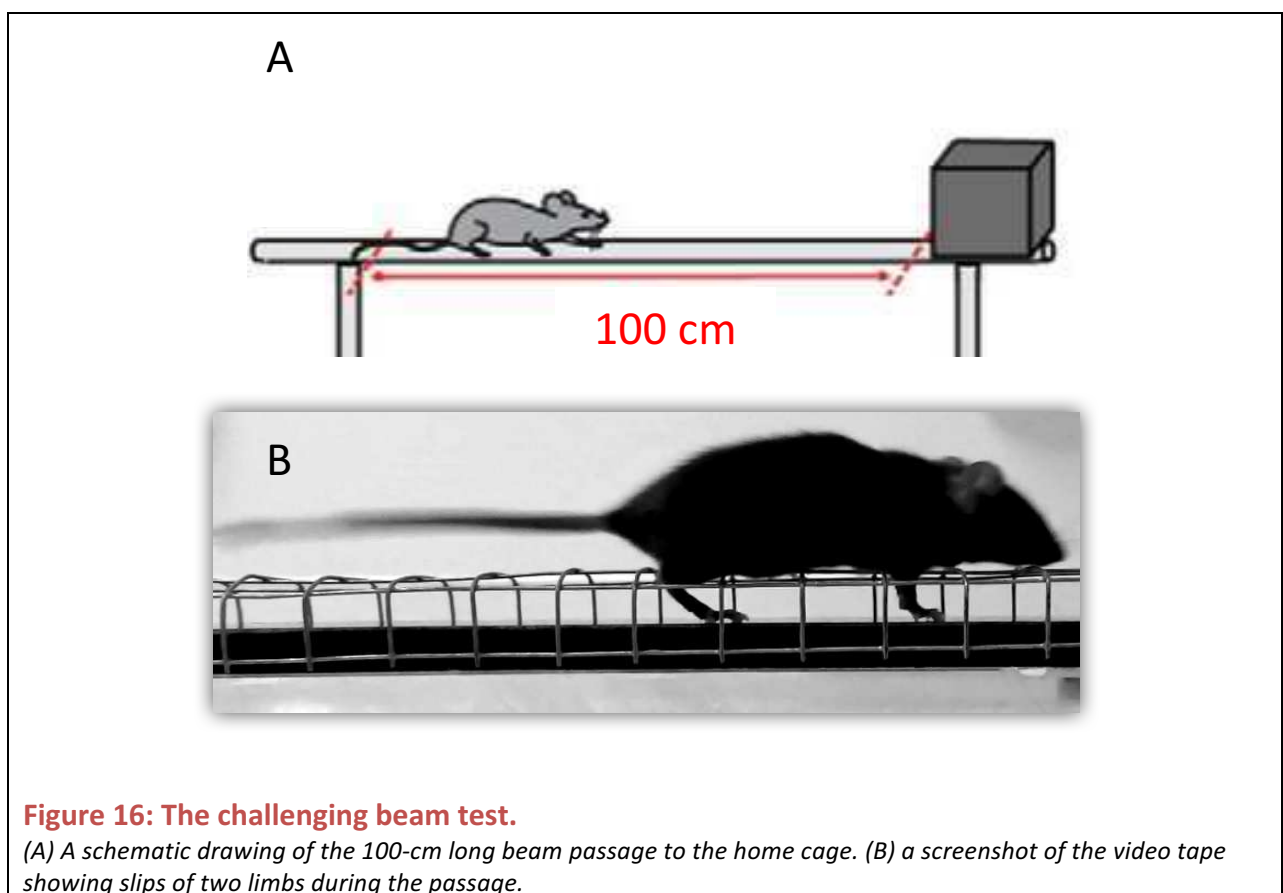 A
100 cm
B
Figure 16: The challenging beam test.
(A) A schematic drawing of the 100-cm long beam passage to the home cage. (B) a screenshot of the video tape
showing slips of two limbs during the passage.